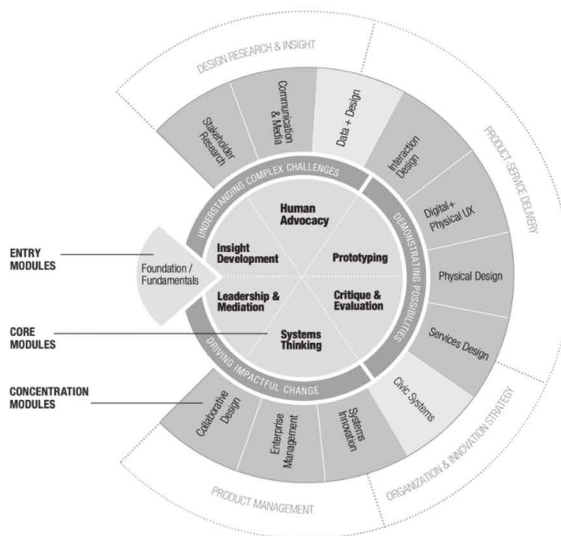 DESIGN RESEARCH & INSIGHT
PRODUCT SERVICE DELIVERY
ORGANIZATION & INNOVATION STRATEGY
PRODUCT MANAGEMENT
Stakeholder
Research
Communication
& Media
Data + Design
Interaction
Design
Digital+
Physical UX
Physical Design
Services Design
Civic Systems
Systems
Innovation
Enterprise
Management
Collaborative
Design
UNDERSTANDING COMPLEX CHALLENGES
DEMONSTRATING POSSIBILITIES
DRIVING IMPACTFUL CHANGE
Human
Advocacy
Insight
Development
Prototyping
Leadership &
Mediation
Critique &
Evaluation
Systems
Thinking
ENTRY
MODULES
Foundation /
Fundamentals
CORE
MODULES
CONCENTRATION
MODULES